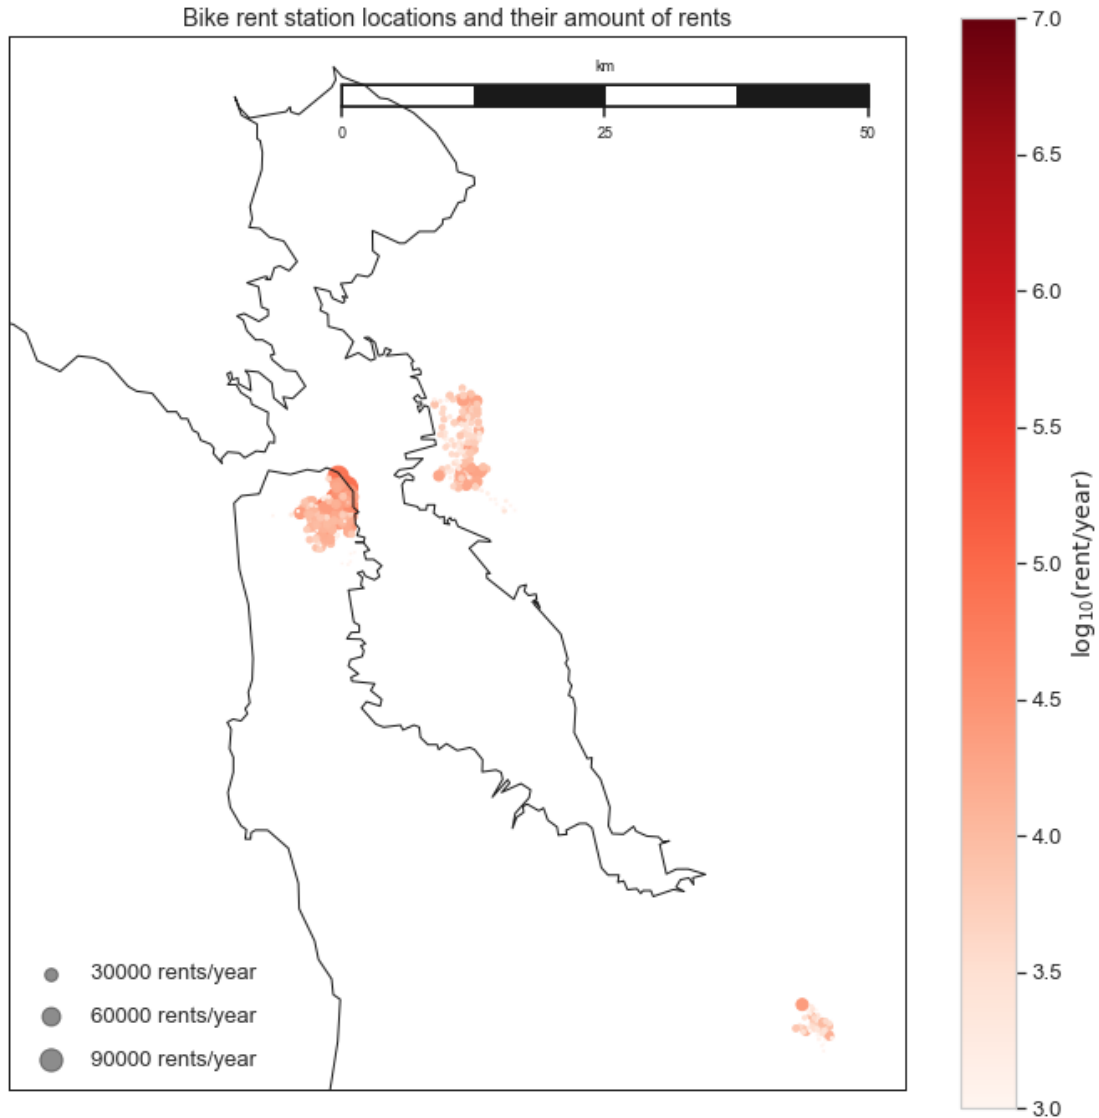 Bike rent station locations and their amount of rents
km
0 25 50
30000 rents/year
60000 rents/year
90000 rents/year
7.0
6.5
6.0
5.5
5.0
4.5
4.0
3.5
3.0
log₁₀(rent/year)